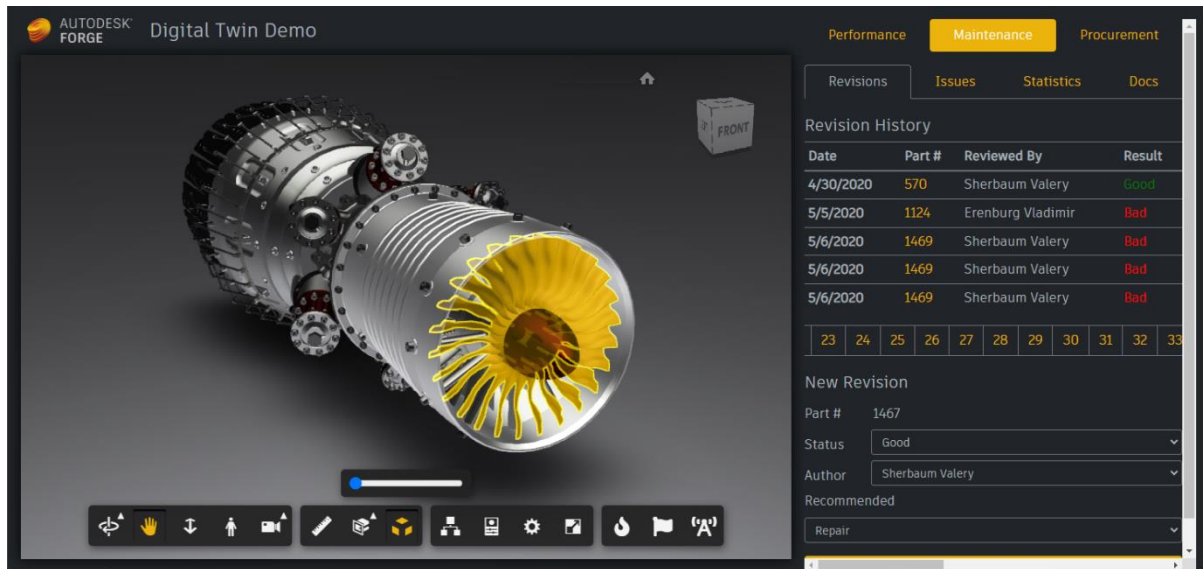 AUTODESK
FORGE
Digital Twin Demo
Performance Maintenance Procurement
Revisions Issues Statistics Docs
FRONT
Revision History
Date Part # Reviewed By Result
4/30/2020 570 Sherbaum Valery Good
5/5/2020 1124 Erenburg Vladimir Bad
5/6/2020 1469 Sherbaum Valery Bad
5/6/2020 1469 Sherbaum Valery Bad
5/6/2020 1469 Sherbaum Valery Bad
23 24 25 26 27 28 29 30 31 32 33
New Revision
Part # 1467
Status Good
Author Sherbaum Valery
Recommended
Repair